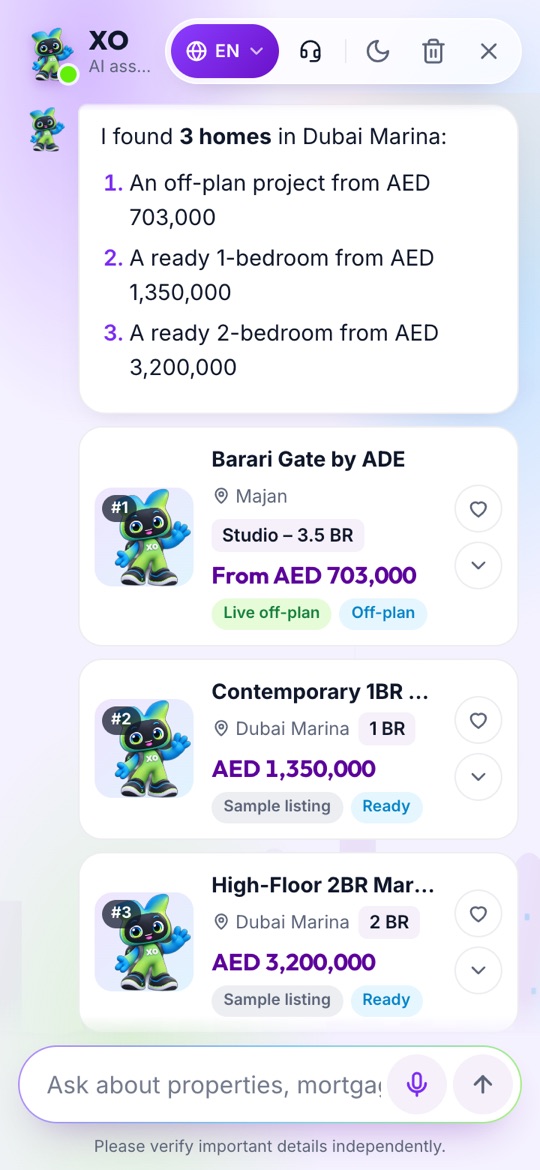 XO
AI ass...
EN
I found 3 homes in Dubai Marina:
1. An off-plan project from AED
703,000
2. A ready 1-bedroom from AED
1,350,000
3. A ready 2-bedroom from AED
3,200,000
#1
Barari Gate by ADE
Majan
Studio – 3.5 BR
From AED 703,000
Live off-plan Off-plan
#2
Contemporary 1BR ...
Dubai Marina 1 BR
AED 1,350,000
Sample listing Ready
#3
High-Floor 2BR Mar...
Dubai Marina 2 BR
AED 3,200,000
Sample listing Ready
Ask about properties, mortga
Please verify important details independently.